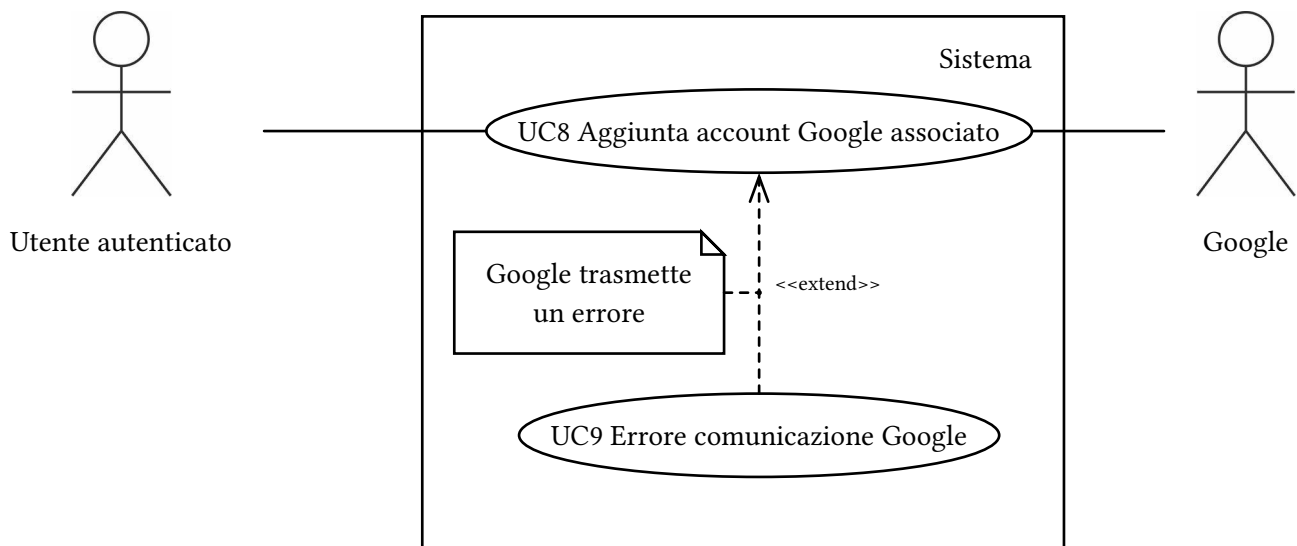 Sistema
UC8 Aggiunta account Google associato
Utente autenticato
Google
Google trasmette
un errore
<<extend>>
UC9 Errore comunicazione Google